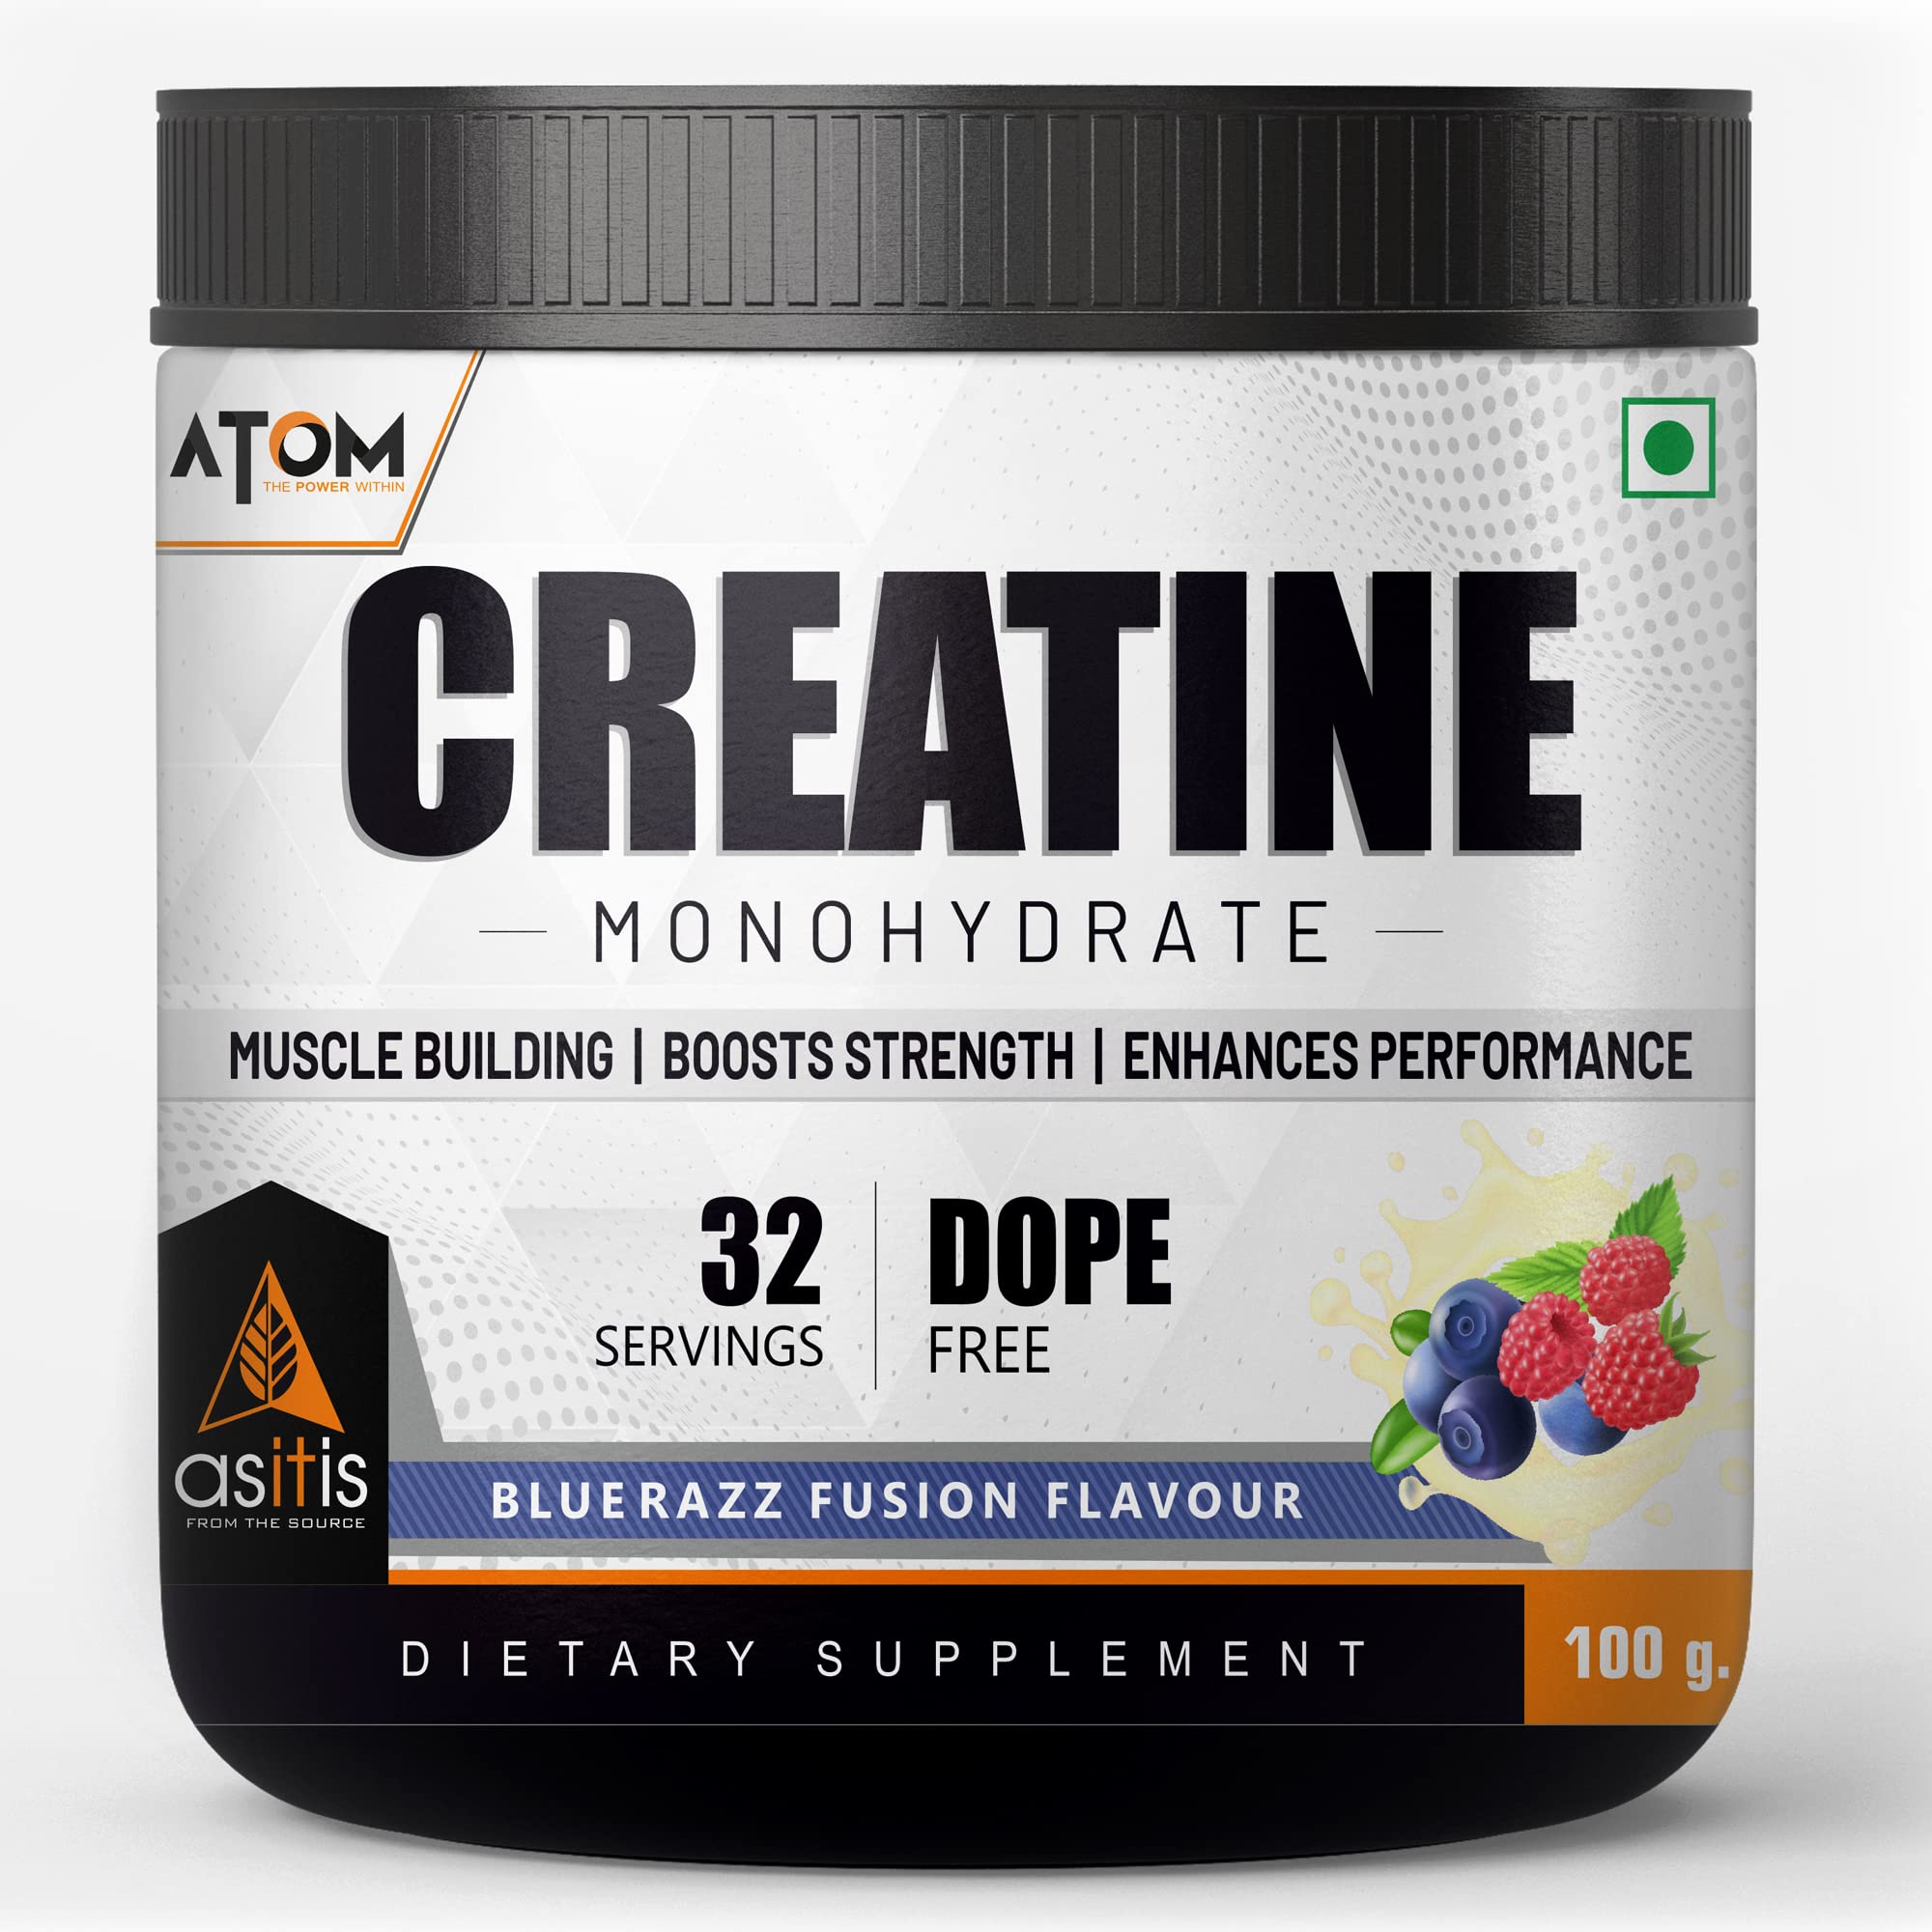 ATOM
THE POWER WITHIN
CREATINE
MONOHYDRATE
MUSCLE BUILDING | BOOSTS STRENGTH | ENHANCES PERFORMANCE
32
SERVINGS
DOPE
FREE
asitis
FROM THE SOURCE
BLUERAZZ FUSION FLAVOUR
DIETARY SUPPLEMENT
100 g.